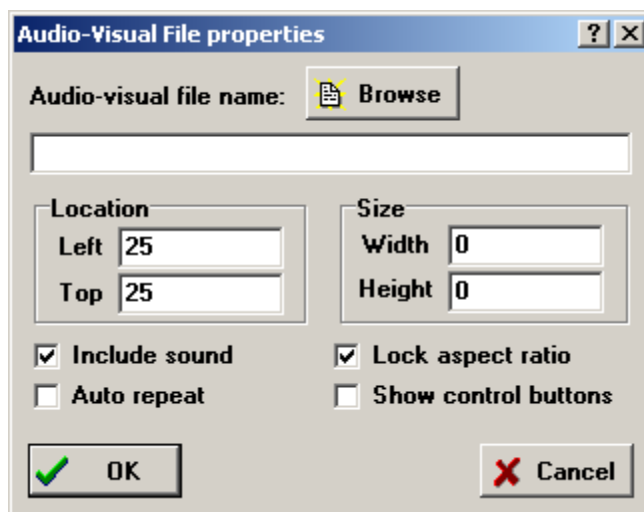 Audio-Visual File properties
Audio-visual file name: Browse
Location
Left 25
Top 25
Size
Width 0
Height 0
Include sound
Lock aspect ratio
Auto repeat
Show control buttons
OK
Cancel